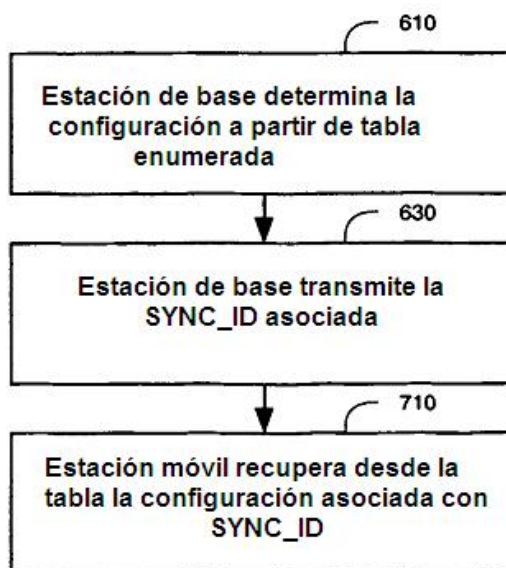 610
Estación de base determina la
configuración a partir de tabla
enumerada
630
Estación de base transmite la
SYNC_ID asociada
710
Estación móvil recupera desde la
tabla la configuración asociada con
SYNC_ID